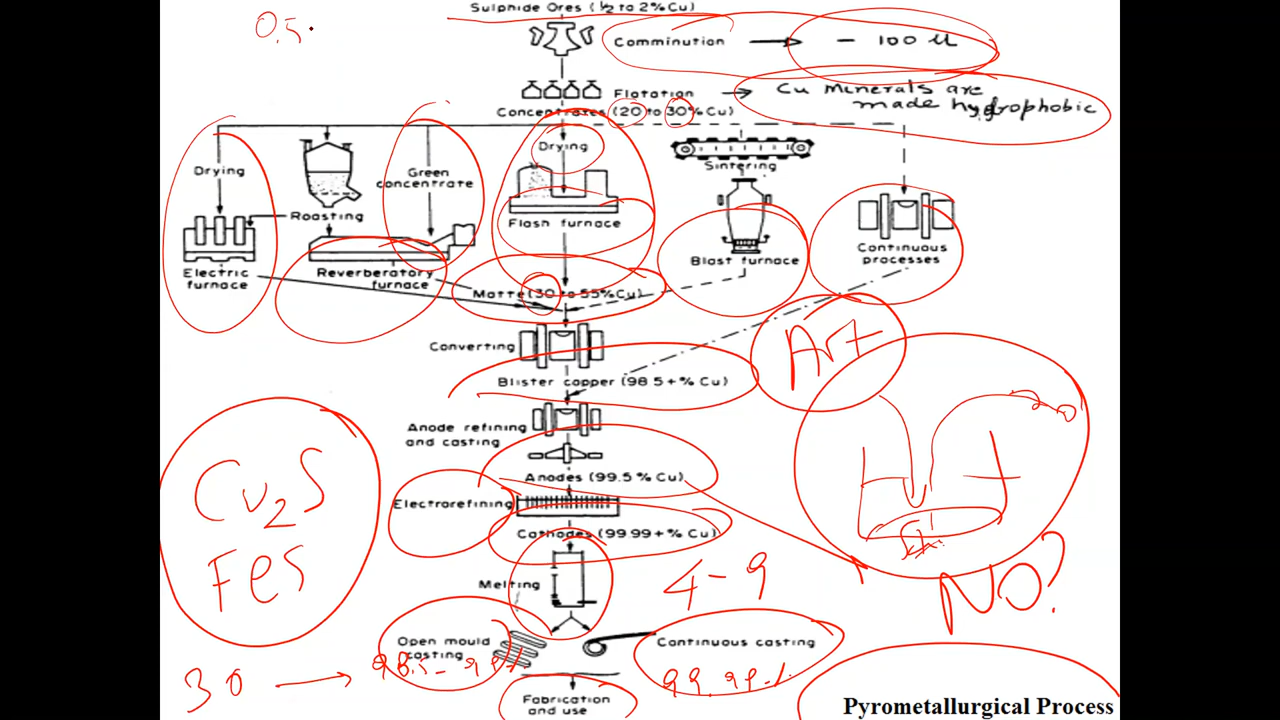 Sulphide Ores (½ to 2% Cu)
0.5
Comminution
- 100 µ
Flotation
Cu Minerals are
made hydrophobic
Concentrates (20 to 30% Cu)
Drying
Drying
Sintering
Green
concentrate
Roasting
Flash furnace
Electric
furnace
Reverberatory
furnace
Blast furnace
Continuous
processes
Matte (30 to 55% Cu)
Converting
Art
Blister copper (98.5+% Cu)
Anode refining
and casting
Anodes (99.5% Cu)
Cu2S
FeS
Electrorefining
Cathodes (99.99+% Cu)
Melting
4-9
NO?
Open mould
casting
Continuous casting
30
99.99%
Fabrication
and use
Pyrometallurgical Process